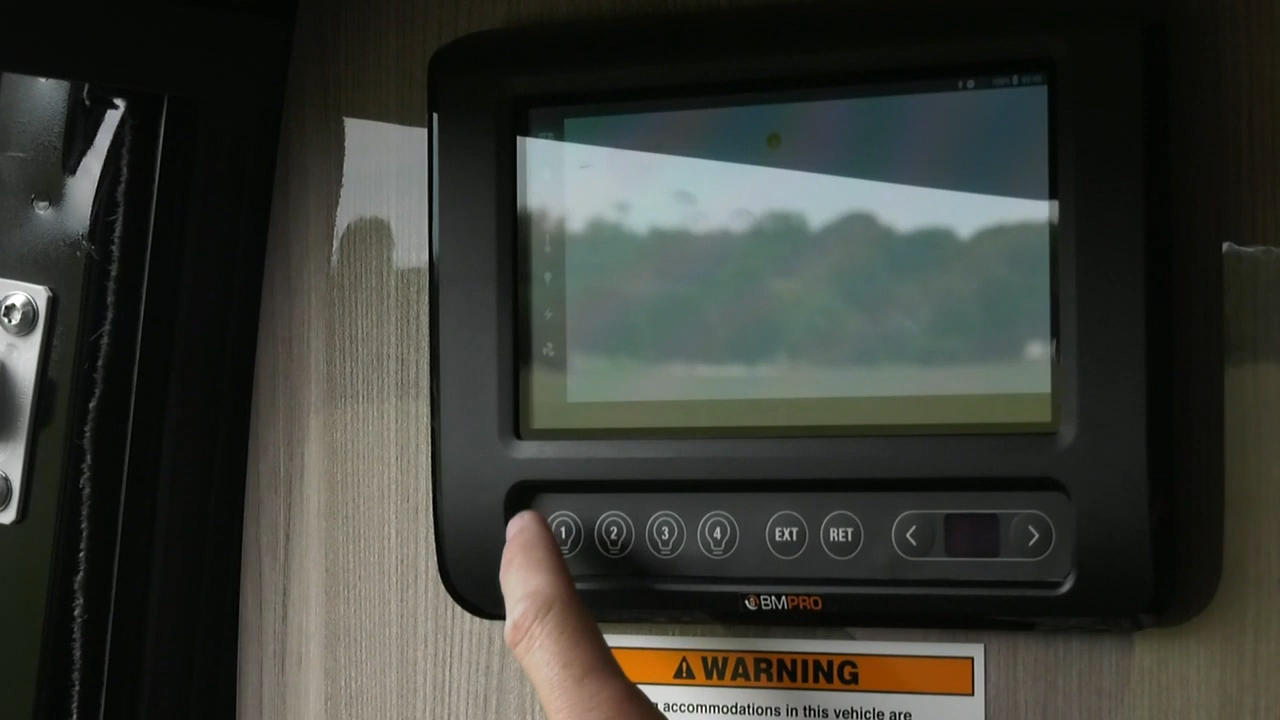 1 2 3 4 EXT RET < >
BMPRO
WARNING
accommodations in this vehicle are